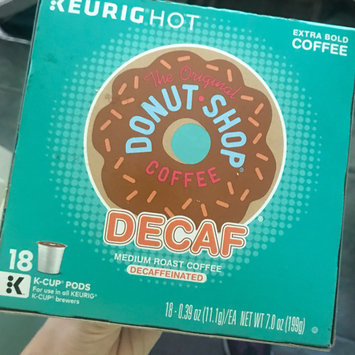 KEURIG HOT
EXTRA BOLD
COFFEE
The Original
DONUT·SHOP
COFFEE
DECAF
MEDIUM ROAST COFFEE
DECAFFEINATED
18
K-CUP® PODS
For use in all KEURIG®
K-CUP® brewers
18 - 0.39 oz (11.1g)/EA NET WT 7.0 oz (199g)